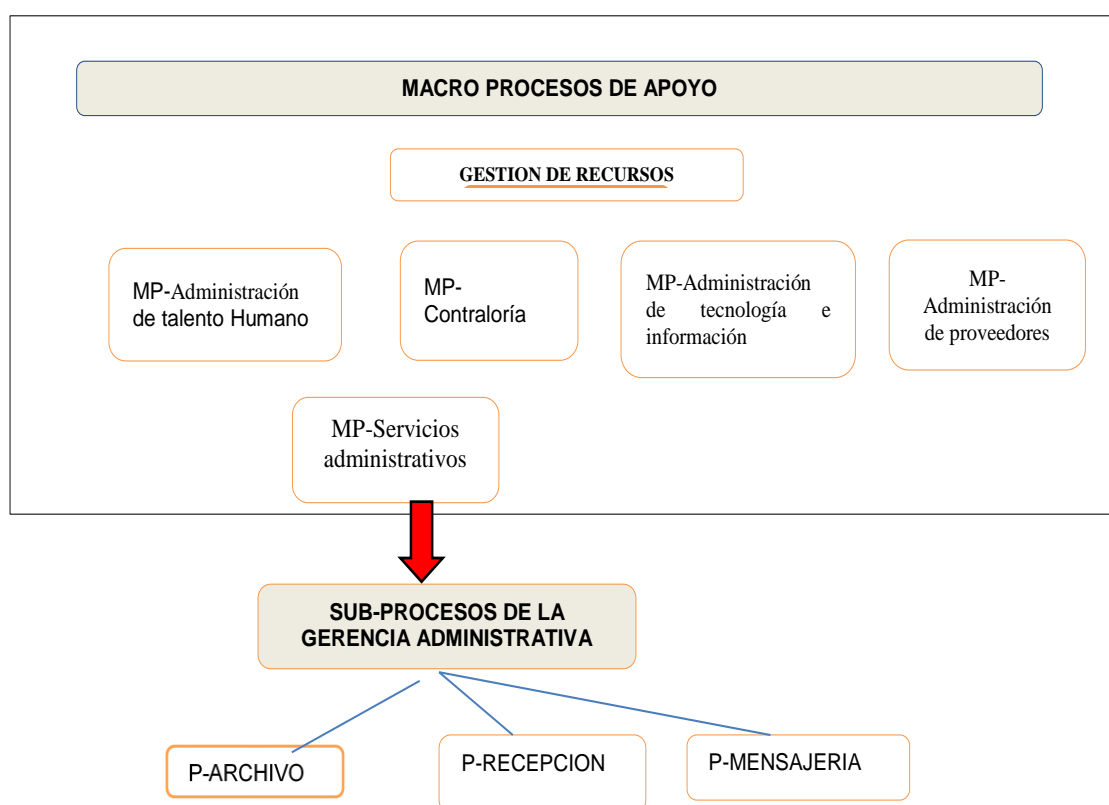 MACRO PROCESOS DE APOYO
GESTION DE RECURSOS
MP-Administración
de talento Humano
MP-
Contraloría
MP-Administración
de tecnología e
información
MP-
Administración
de proveedores
MP-Servicios
administrativos
SUB-PROCESOS DE LA
GERENCIA ADMINISTRATIVA
P-ARCHIVO
P-RECEPCION
P-MENSAJERIA